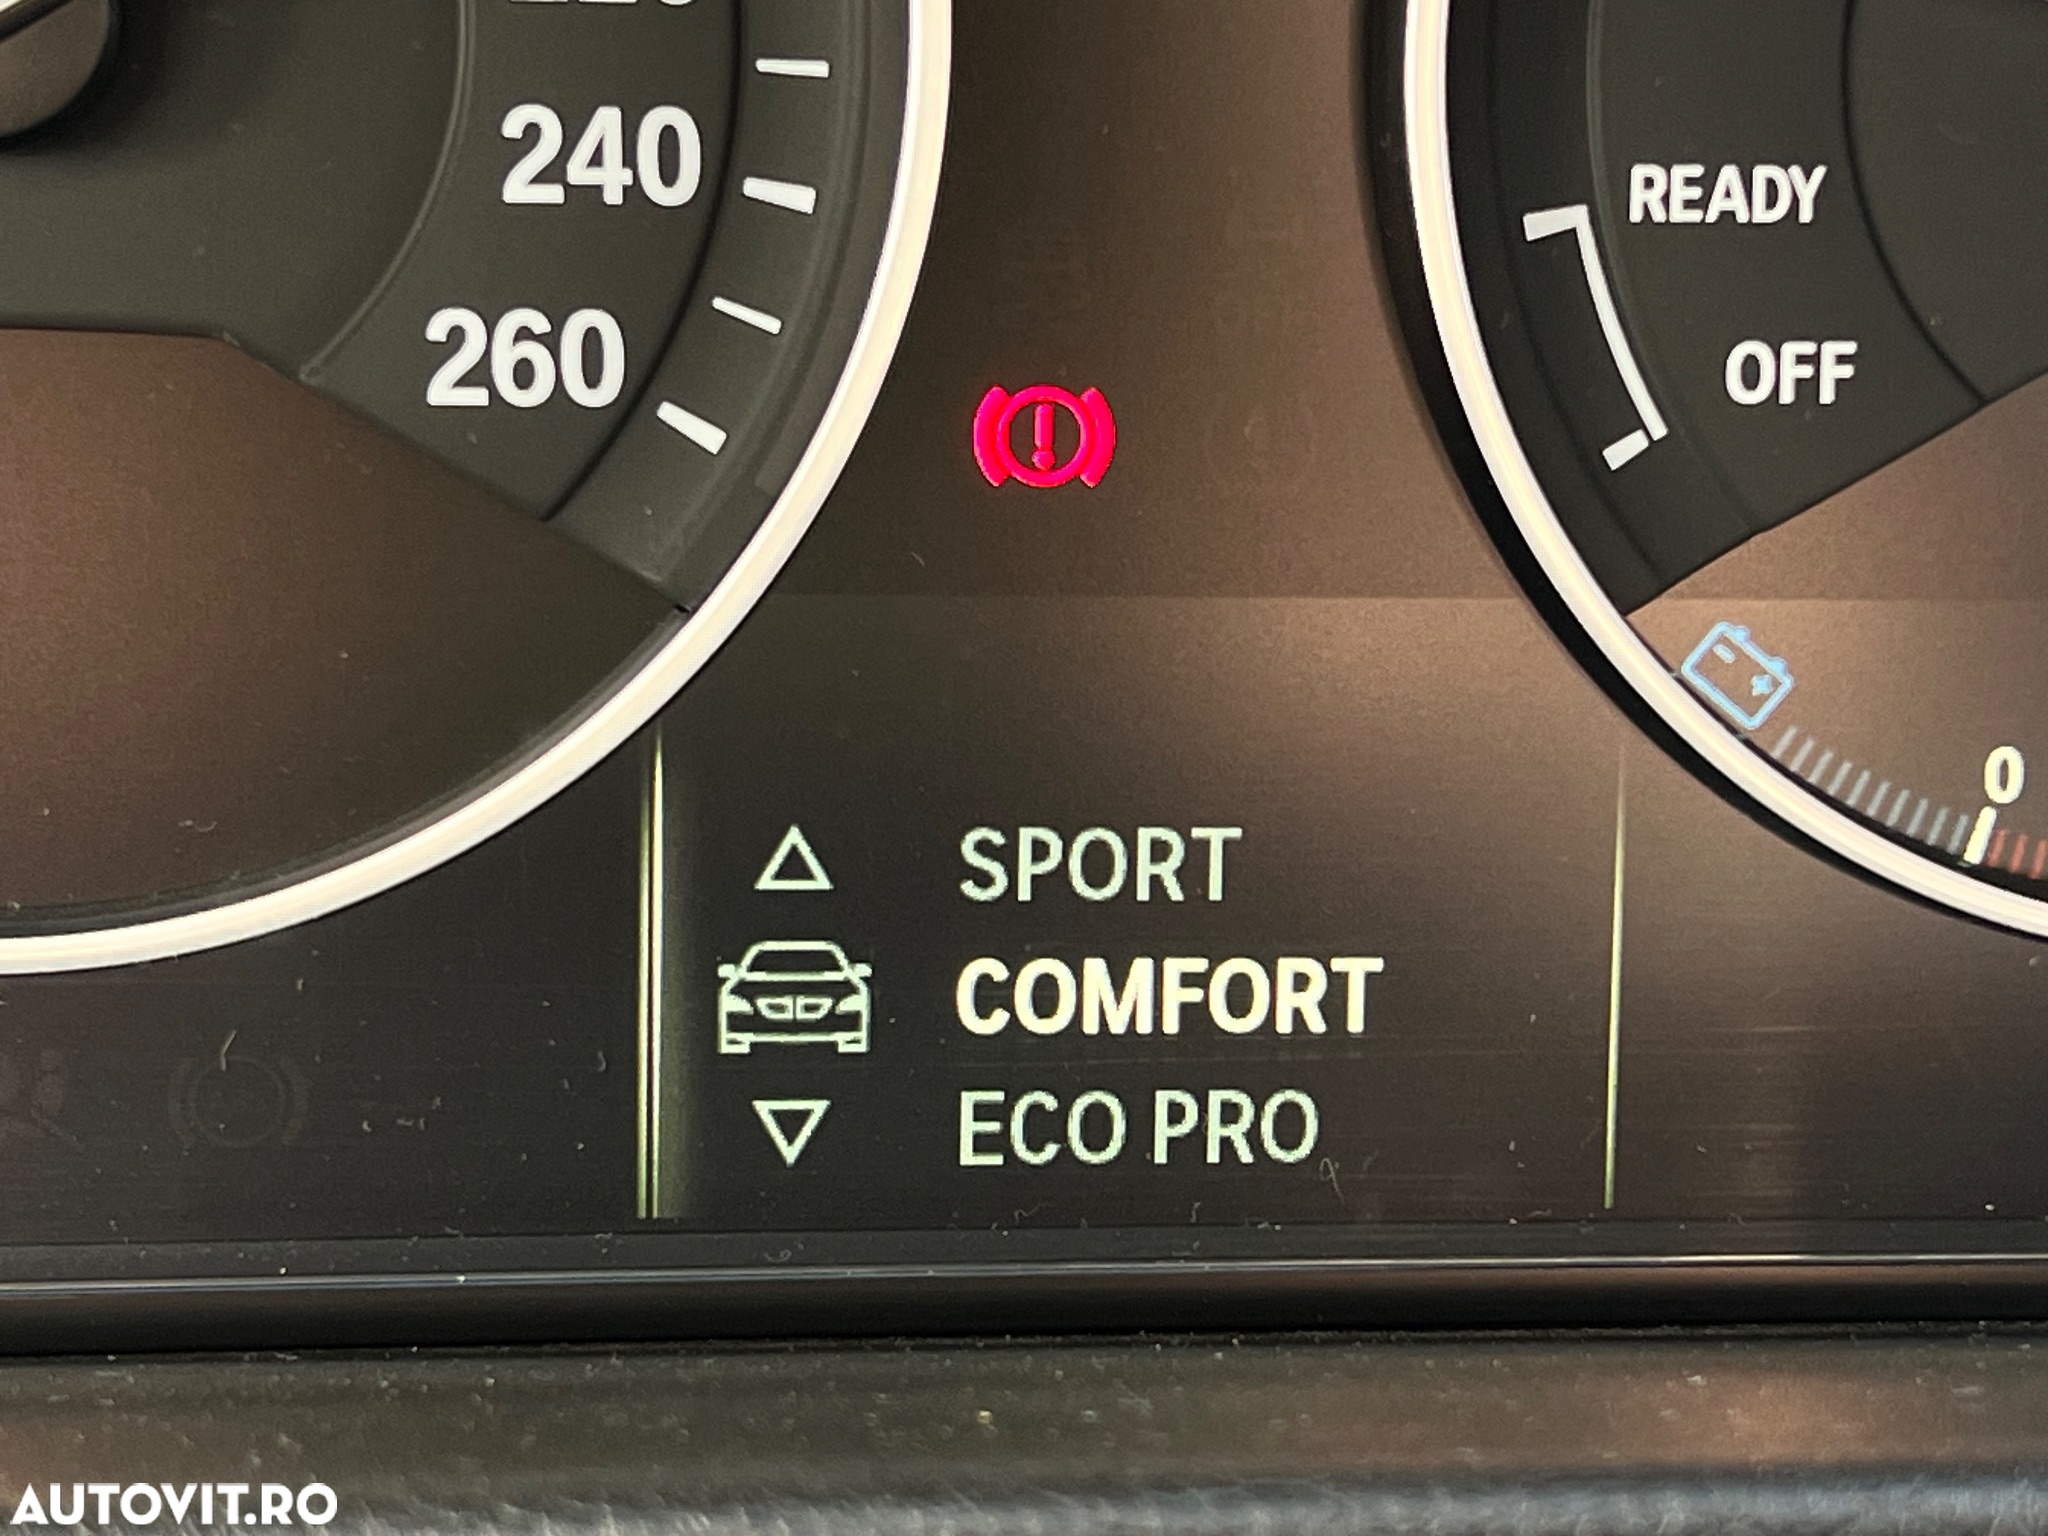 240
260
READY
OFF
0
SPORT
COMFORT
ECO PRO
AUTOVIT.RO